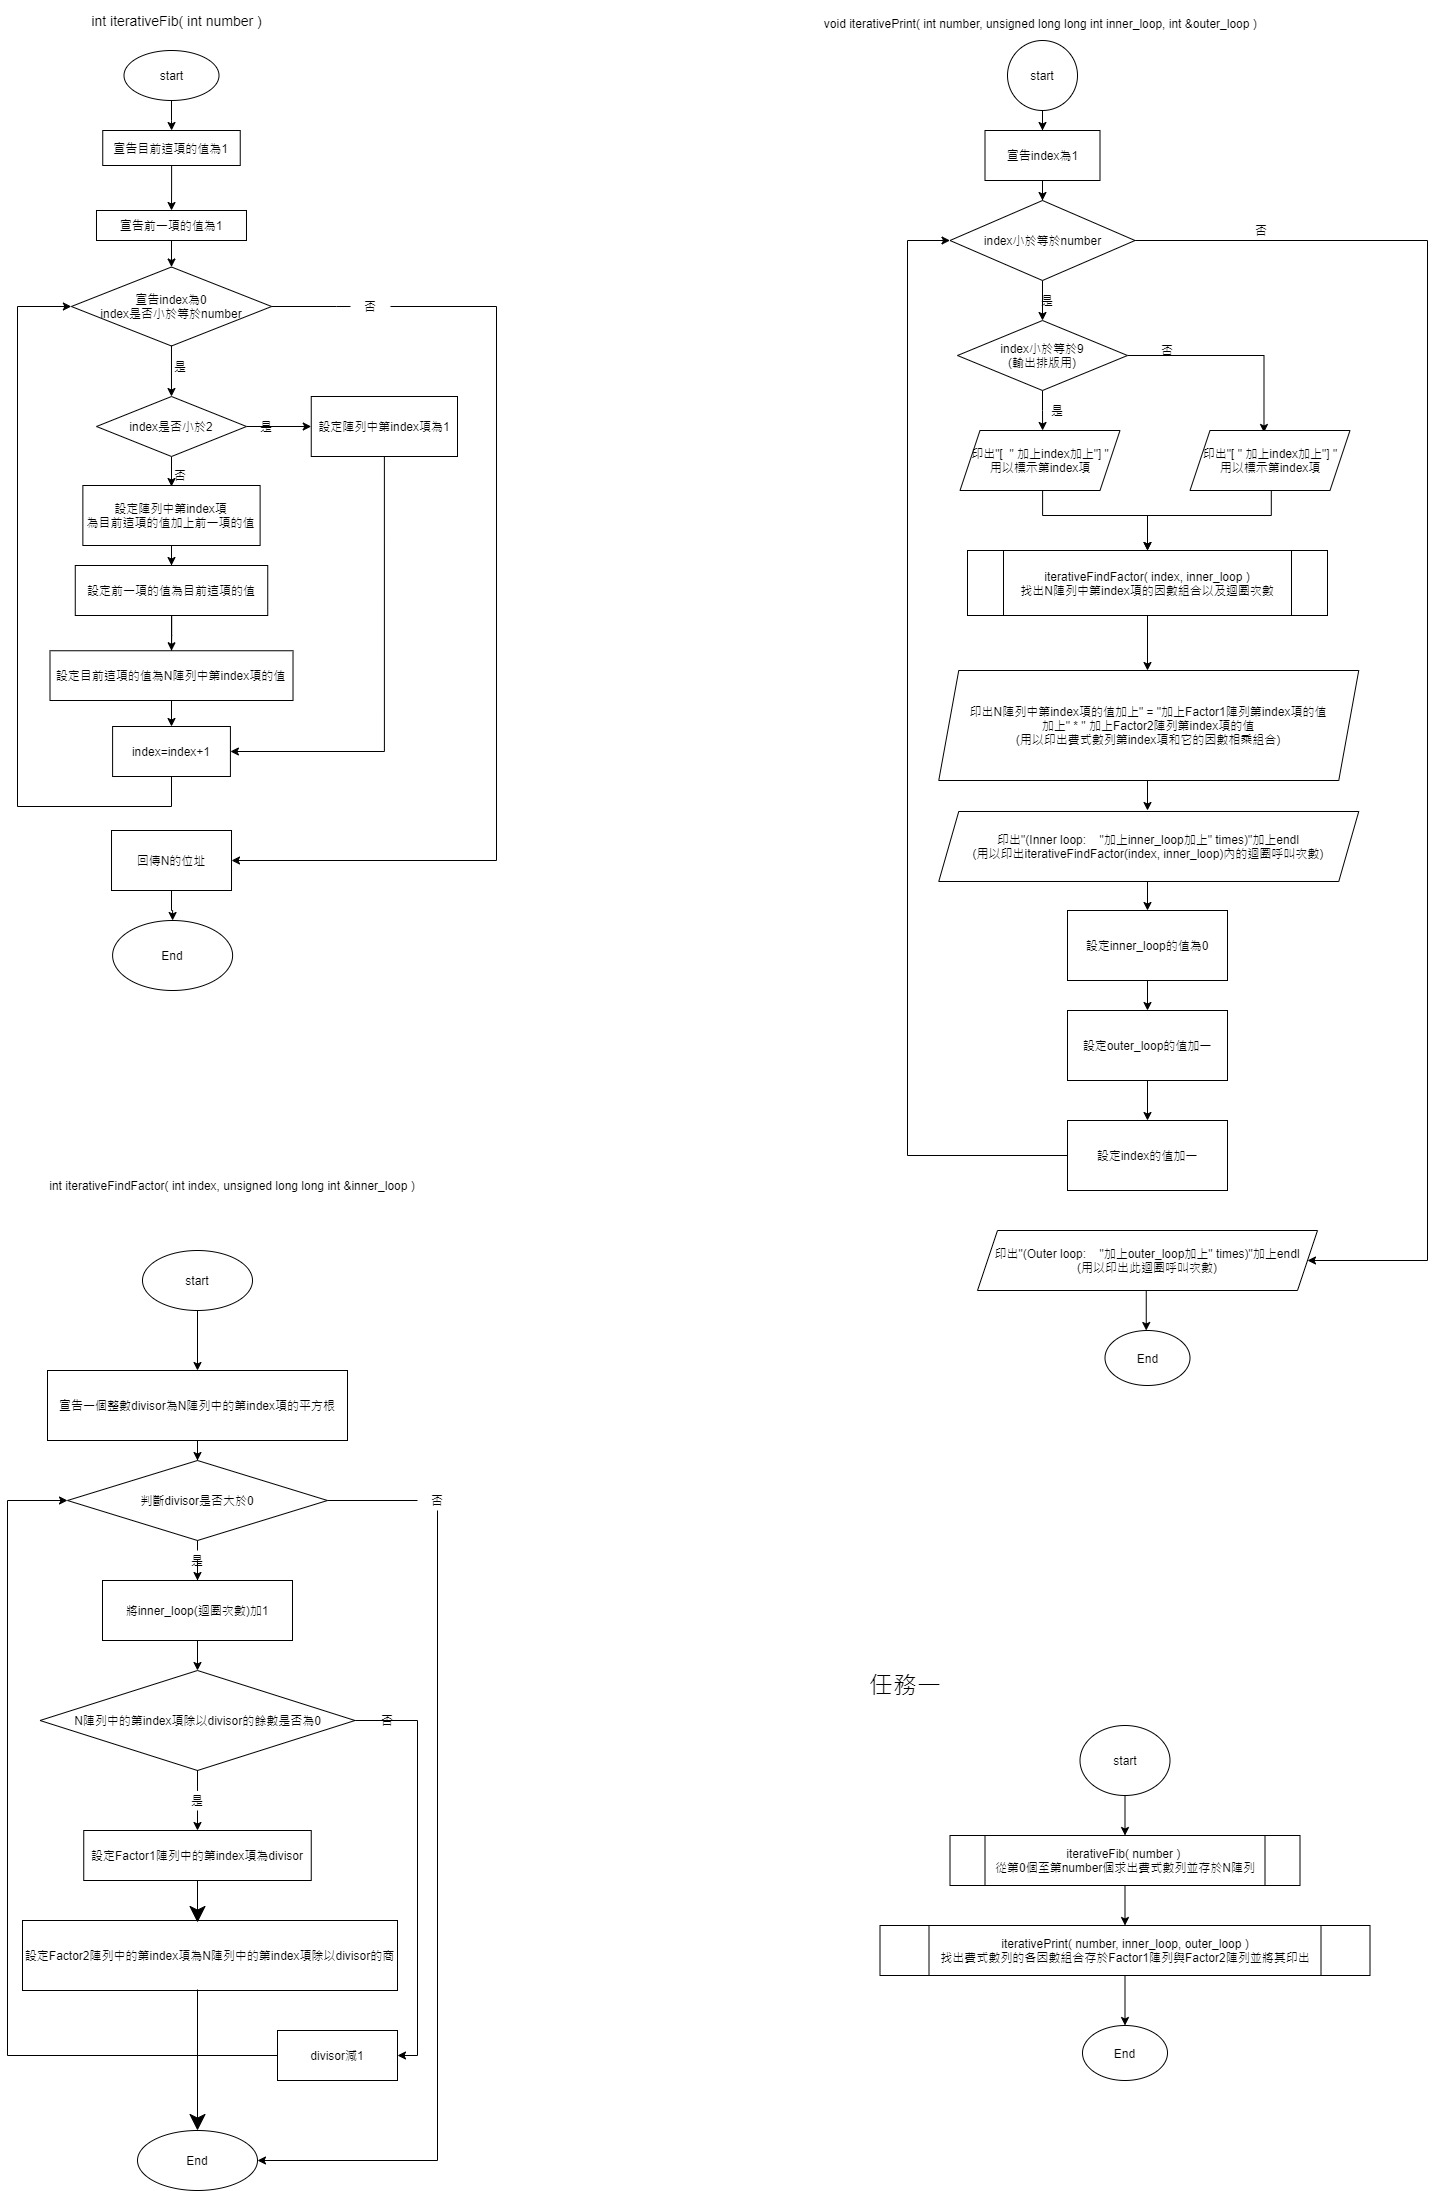 int iterativeFib( int number )
start
宣告目前這項的值為1
宣告前一項的值為1
宣告index為0
index是否小於等於number
否
是
index是否小於2
是
設定陣列中第index項為1
否
設定陣列中第index項
為目前這項的值加上前一項的值
設定前一項的值為目前這項的值
設定目前這項的值為N陣列中第index項的值
index=index+1
回傳N的位址
End
void iterativePrint( int number, unsigned long long int inner_loop, int &outer_loop )
start
宣告index為1
index小於等於number
否
是
index小於等於9
(輸出排版用)
否
是
印出"[  " 加上index加上"] "
用以標示第index項
印出"[ " 加上index加上"] "
用以標示第index項
iterativeFindFactor( index, inner_loop )
找出N陣列中第index項的因數組合以及迴圈次數
印出N陣列中第index項的值加上" = "加上Factor1陣列第index項的值
加上" * " 加上Factor2陣列第index項的值
(用以印出費式數列第index項和它的因數相乘組合)
印出"(Inner loop:    "加上inner_loop加上" times)"加上endl
(用以印出iterativeFindFactor(index, inner_loop)內的迴圈呼叫次數)
設定inner_loop的值為0
設定outer_loop的值加一
設定index的值加一
印出"(Outer loop:    "加上outer_loop加上" times)"加上endl
(用以印出此迴圈呼叫次數)
End
int iterativeFindFactor( int index, unsigned long long int &inner_loop )
start
宣告一個整數divisor為N陣列中的第index項的平方根
判斷divisor是否大於0
否
是
將inner_loop(迴圈次數)加1
N陣列中的第index項除以divisor的餘數是否為0
否
是
設定Factor1陣列中的第index項為divisor
設定Factor2陣列中的第index項為N陣列中的第index項除以divisor的商
divisor減1
End
任務一
start
iterativeFib( number )
從第0個至第number個求出費式數列並存於N陣列
iterativePrint( number, inner_loop, outer_loop )
找出費式數列的各因數組合存於Factor1陣列與Factor2陣列並將其印出
End